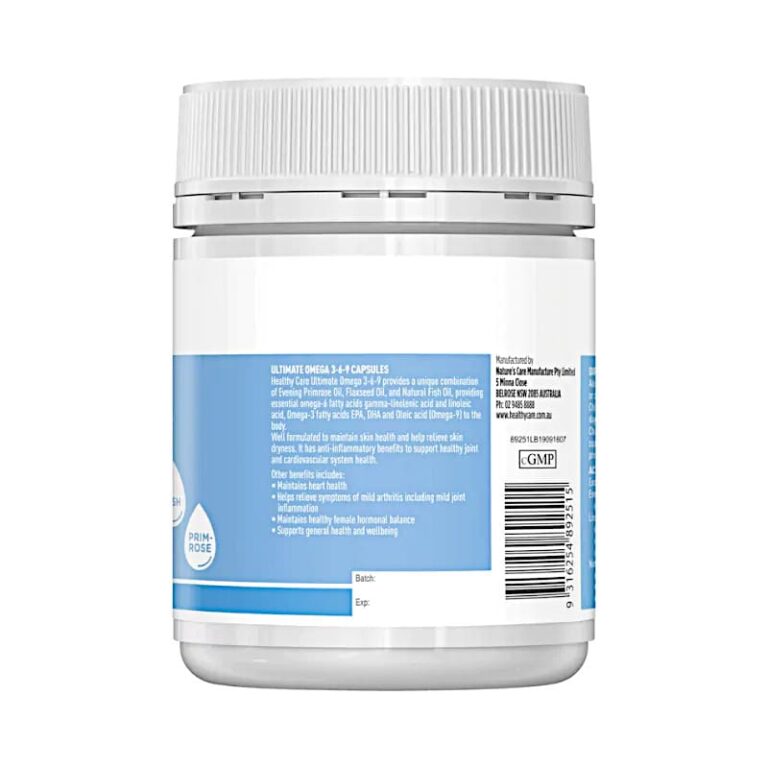 ULTIMATE OMEGA 3-6-9 CAPSULES
Healthy Care Ultimate Omega 3-6-9 provides a unique combination
of Evening Primrose Oil, Flaxseed Oil, and Natural Fish Oil, providing
essential omega-6 fatty acids gamma-linolenic acid and linoleic
acid, Omega-3 fatty acids EPA, DHA and Oleic acid (Omega-9) to the
body.
Well formulated to maintain skin health and help relieve skin
dryness. It has anti-inflammatory benefits to support healthy joint
and cardiovascular system health.
Other benefits includes:
• Maintains heart health
• Helps relieve symptoms of mild arthritis including mild joint
inflammation
• Maintains healthy female hormonal balance
• Supports general health and wellbeing
SH
PRIM-
ROSE
Batch:
Exp:
Manufactured by
Nature's Care Manufacture Pty Limited
5 Minna Close
BELROSE NSW 2085 AUSTRALIA
Ph: 02 9485 8888
www.healthycare.com.au
89251LB19091607
cGMP
9 316254 892515